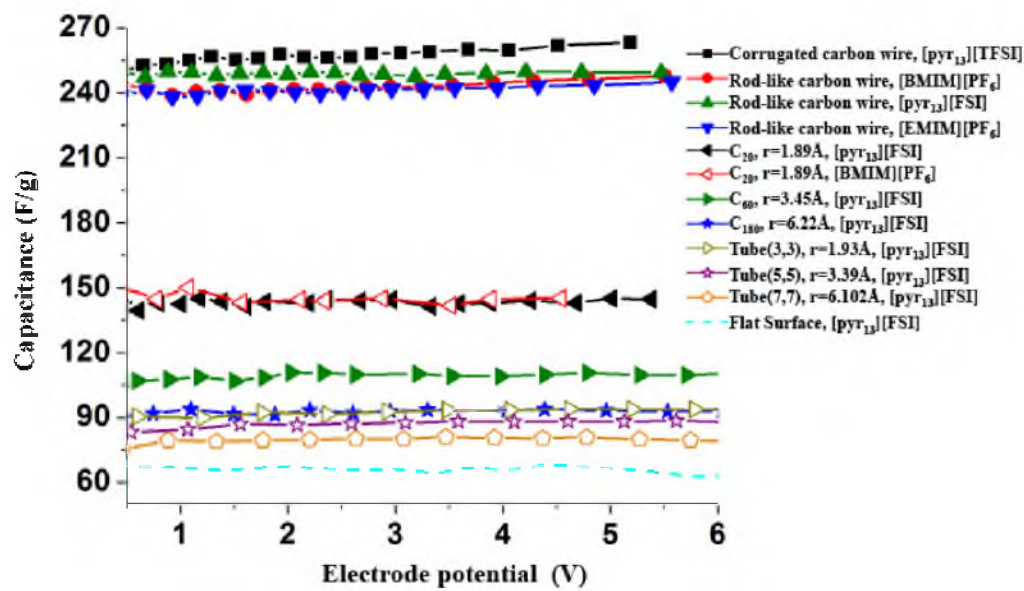 270
240
210
180
150
120
90
60
1 2 3 4 5 6
Capacitance (F/g)
Electrode potential (V)
Corrugated carbon wire, [pyr₁₃][TFSI]
Rod-like carbon wire, [BMIM][PF₆]
Rod-like carbon wire, [pyr₁₃][FSI]
Rod-like carbon wire, [EMIM][PF₆]
C₂₀, r=1.89Å, [pyr₁₃][FSI]
C₂₀, r=1.89Å, [BMIM][PF₆]
C₆₀, r=3.45Å, [pyr₁₃][FSI]
C₁₈₀, r=6.22Å, [pyr₁₃][FSI]
Tube(3,3), r=1.93Å, [pyr₁₃][FSI]
Tube(5,5), r=3.39Å, [pyr₁₃][FSI]
Tube(7,7), r=6.102Å, [pyr₁₃][FSI]
Flat Surface, [pyr₁₃][FSI]